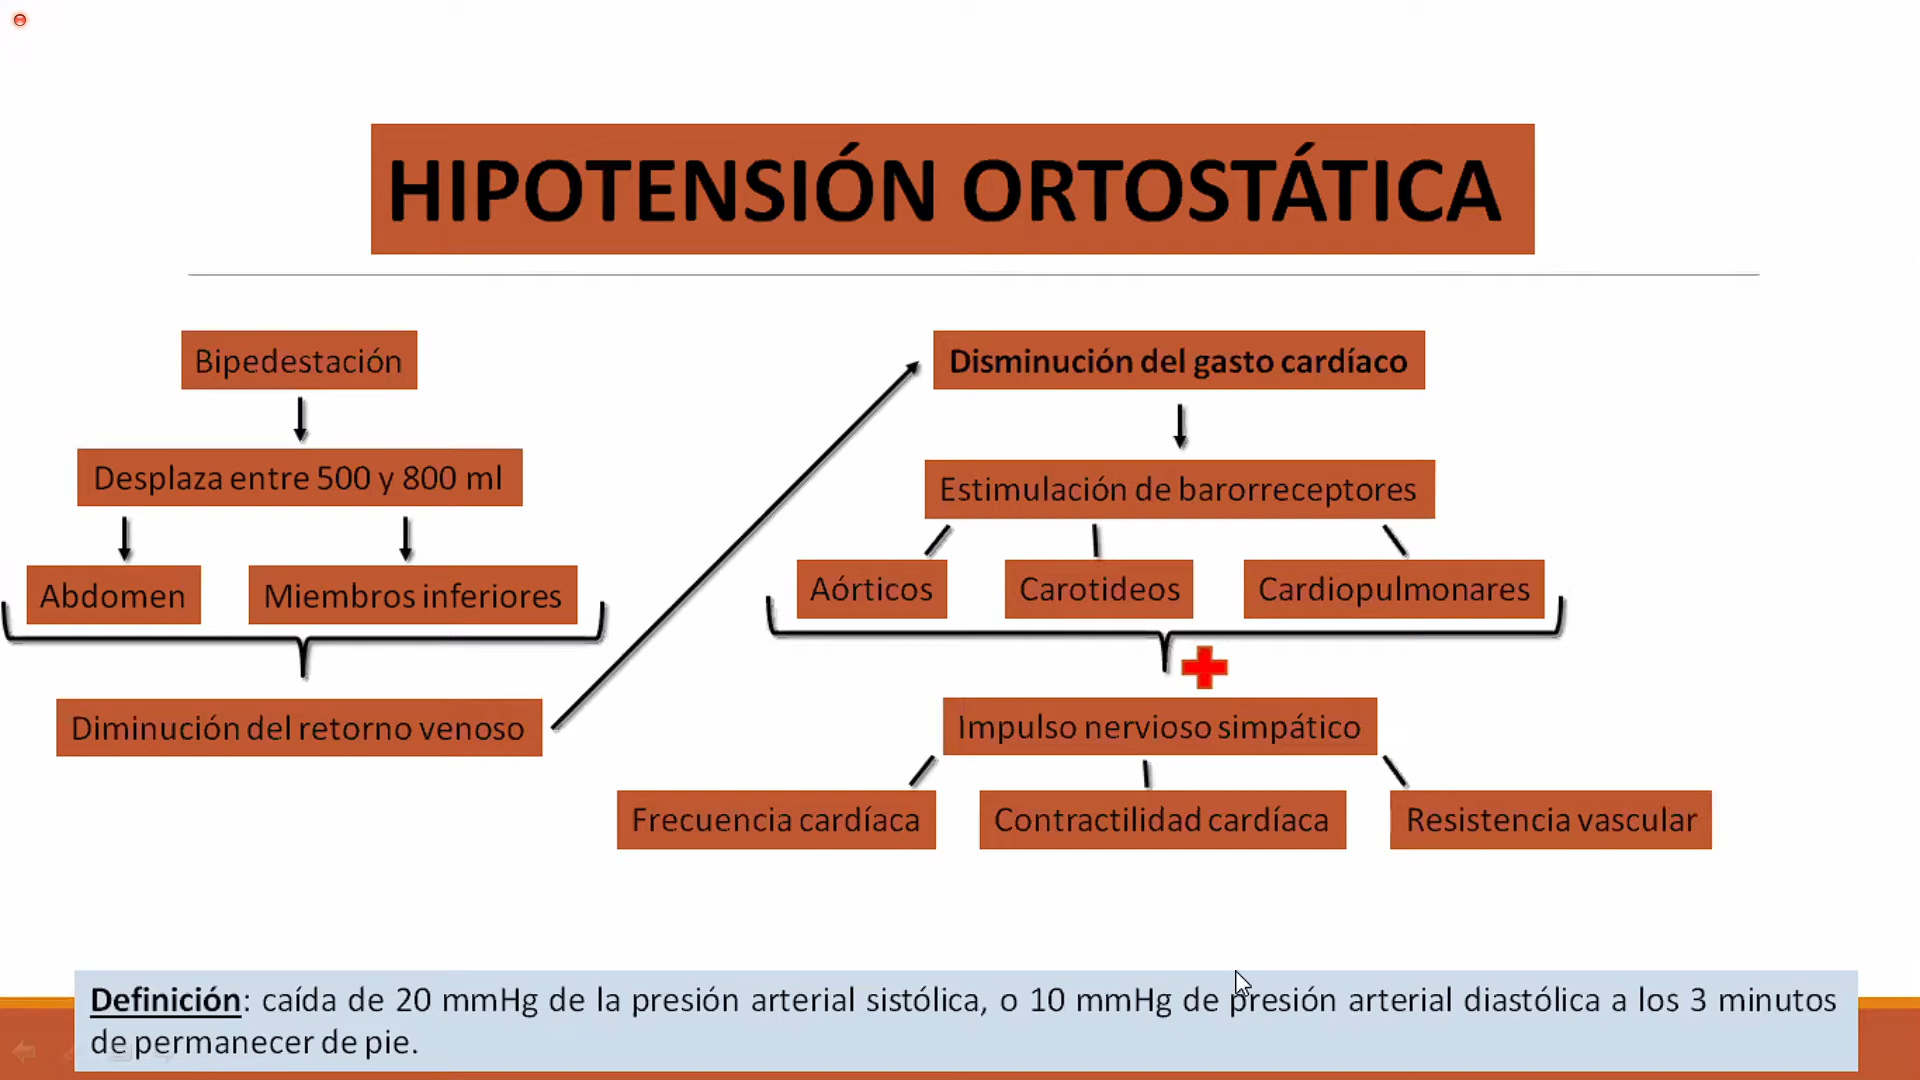 HIPOTENSIÓN ORTOSTÁTICA
Bipedestación
Desplaza entre 500 y 800 ml
Abdomen
Miembros inferiores
Diminución del retorno venoso
Disminución del gasto cardíaco
Estimulación de barorreceptores
Aórticos
Carotideos
Cardiopulmonares
Impulso nervioso simpático
Frecuencia cardíaca
Contractilidad cardíaca
Resistencia vascular
Definición: caída de 20 mmHg de la presión arterial sistólica, o 10 mmHg de presión arterial diastólica a los 3 minutos
de permanecer de pie.